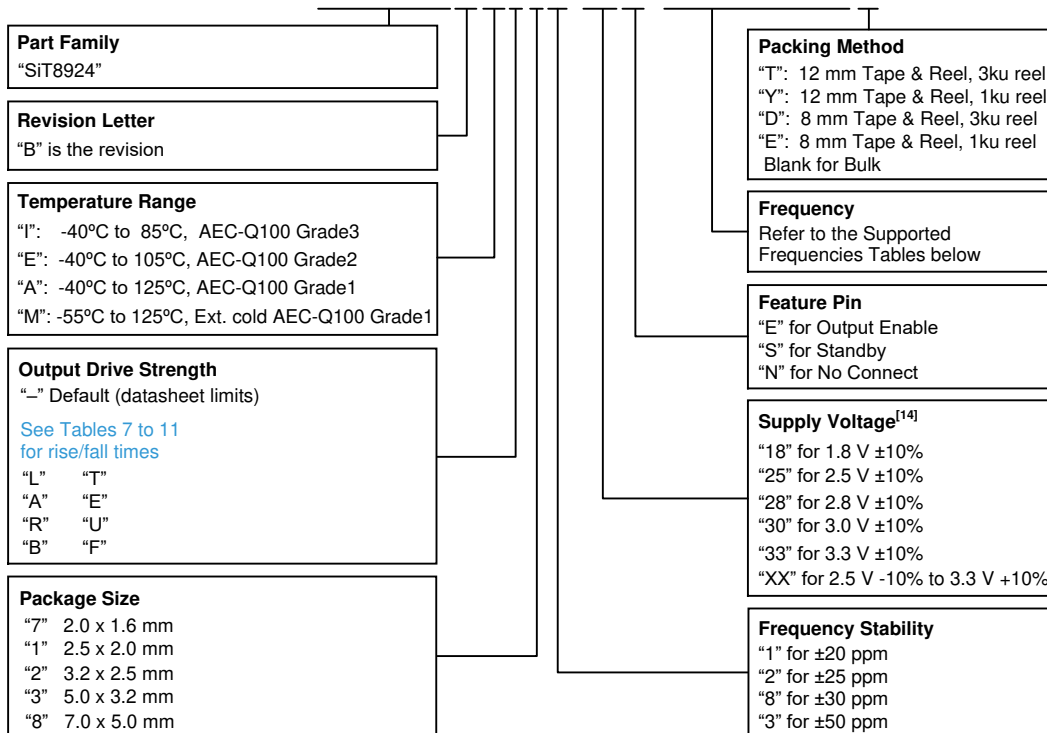 Part Family
“SiT8924”
Revision Letter
“B” is the revision
Temperature Range
“I”: -40ºC to 85ºC, AEC-Q100 Grade3
“E”: -40ºC to 105ºC, AEC-Q100 Grade2
“A”: -40ºC to 125ºC, AEC-Q100 Grade1
“M”: -55ºC to 125ºC, Ext. cold AEC-Q100 Grade1
Output Drive Strength
“–” Default (datasheet limits)
See Tables 7 to 11
for rise/fall times
“L” “T”
“A” “E”
“R” “U”
“B” “F”
Package Size
“7” 2.0 x 1.6 mm
“1” 2.5 x 2.0 mm
“2” 3.2 x 2.5 mm
“3” 5.0 x 3.2 mm
“8” 7.0 x 5.0 mm
Packing Method
“T”: 12 mm Tape & Reel, 3ku reel
“Y”: 12 mm Tape & Reel, 1ku reel
“D”: 8 mm Tape & Reel, 3ku reel
“E”: 8 mm Tape & Reel, 1ku reel
Blank for Bulk
Frequency
Refer to the Supported
Frequencies Tables below
Feature Pin
“E” for Output Enable
“S” for Standby
“N” for No Connect
Supply Voltage[14]
“18” for 1.8 V ±10%
“25” for 2.5 V ±10%
“28” for 2.8 V ±10%
“30” for 3.0 V ±10%
“33” for 3.3 V ±10%
“XX” for 2.5 V -10% to 3.3 V +10%
Frequency Stability
“1” for ±20 ppm
“2” for ±25 ppm
“8” for ±30 ppm
“3” for ±50 ppm